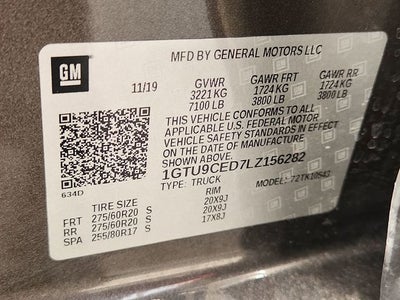 GM
MFD BY GENERAL MOTORS LLC
11/19 GVWR GAWR FRT GAWR RR
3221 KG 1724 KG 1724 KG
7100 LB 3800 LB 3800 LB
THIS VEHICLE CONFORMS TO ALL
APPLICABLE U.S. FEDERAL MOTOR
VEHICLE SAFETY STANDARDS IN
EFFECT ON THE DATE OF
MANUFACTURE SHOWN ABOVE.
1GTU9CED7LZ156282
TYPE: TRUCK MODEL: 72TK10543
634D
TIRE SIZE RIM
FRT 275/60R20 S 20X9J
RR 275/60R20 S 20X9J
SPA 255/80R17 S 17X8J